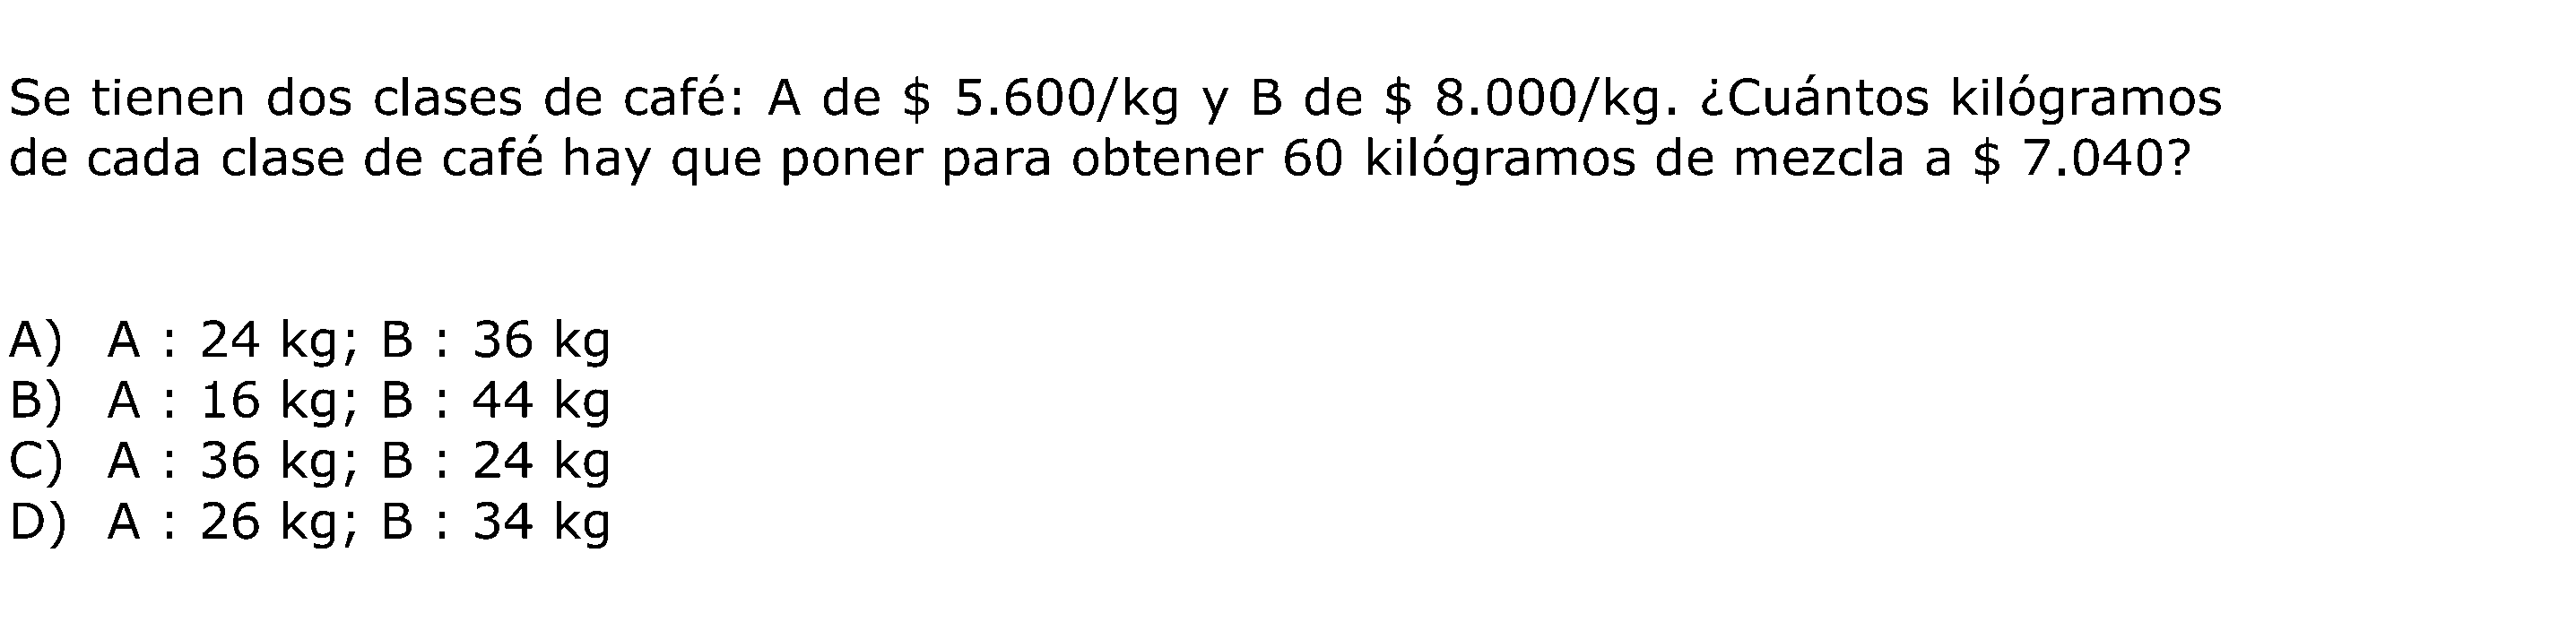 Se tienen dos clases de café: A de $ 5.600/kg y B de $ 8.000/kg. ¿Cuántos kilógramos
de cada clase de café hay que poner para obtener 60 kilógramos de mezcla a $ 7.040?
A) A : 24 kg; B : 36 kg
B) A : 16 kg; B : 44 kg
C) A : 36 kg; B : 24 kg
D) A : 26 kg; B : 34 kg